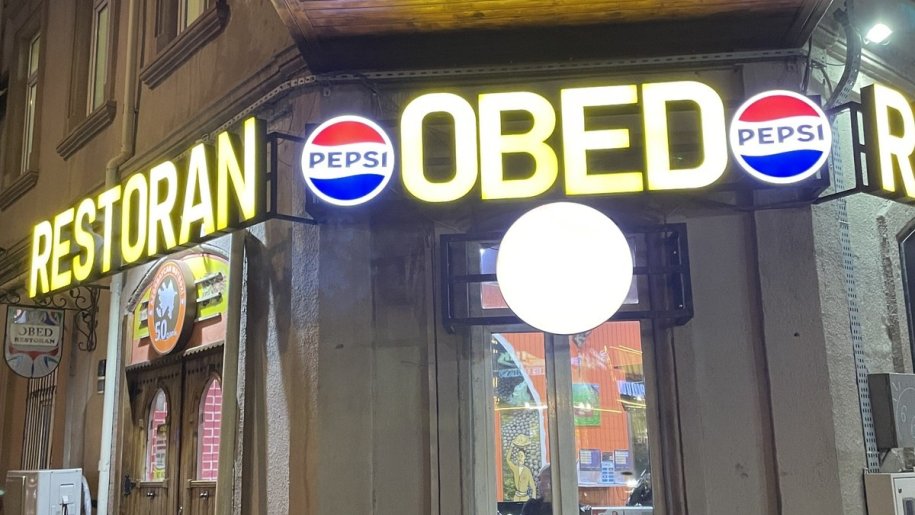 RESTORAN
PEPSI
OBED
PEPSI
R
OBED
RESTORAN
50